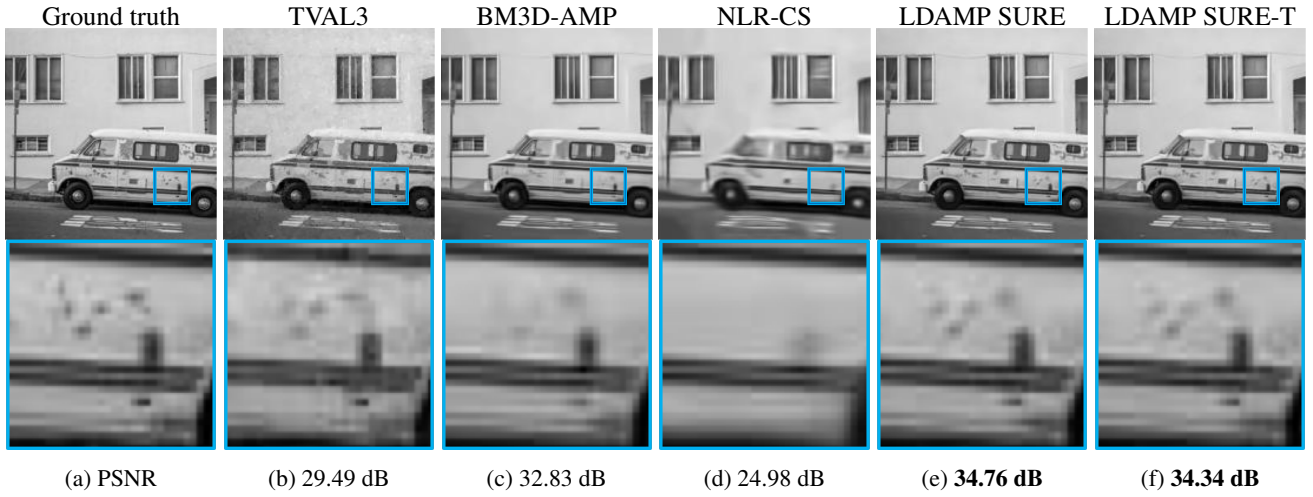 Ground truth TVAL3 BM3D-AMP NLR-CS LDAMP SURE LDAMP SURE-T
(a) PSNR (b) 29.49 dB (c) 32.83 dB (d) 24.98 dB (e) 34.76 dB (f) 34.34 dB